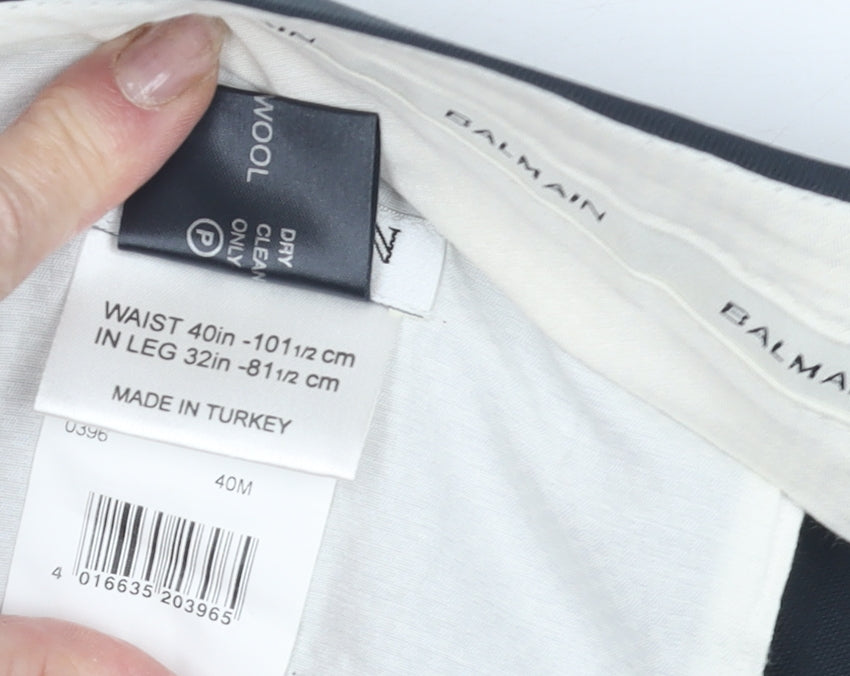 BALMAIN
BALMA
WOOL
DRY
CLEAN
ONLY
P
WAIST 40in -101 1/2 cm
IN LEG 32in -81 1/2 cm
MADE IN TURKEY
0396
40M
4 016635 203965